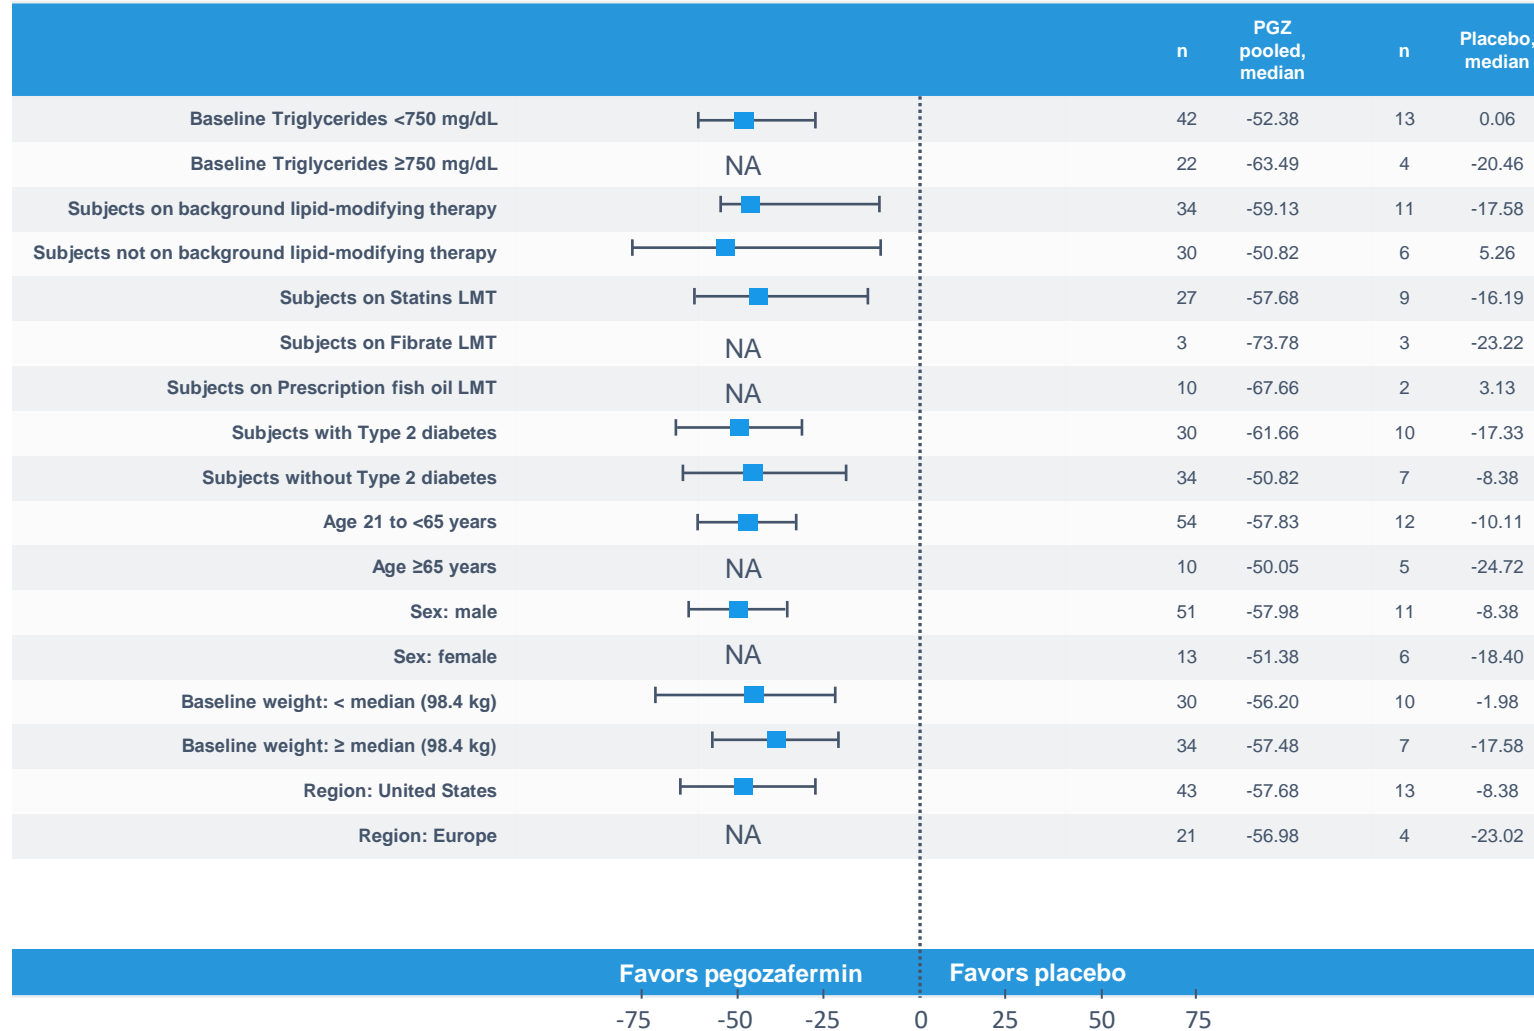 n PGZ pooled, median n Placebo, median
Baseline Triglycerides <750 mg/dL 42 -52.38 13 0.06
Baseline Triglycerides ≥750 mg/dL NA 22 -63.49 4 -20.46
Subjects on background lipid-modifying therapy 34 -59.13 11 -17.58
Subjects not on background lipid-modifying therapy 30 -50.82 6 5.26
Subjects on Statins LMT 27 -57.68 9 -16.19
Subjects on Fibrate LMT NA 3 -73.78 3 -23.22
Subjects on Prescription fish oil LMT NA 10 -67.66 2 3.13
Subjects with Type 2 diabetes 30 -61.66 10 -17.33
Subjects without Type 2 diabetes 34 -50.82 7 -8.38
Age 21 to <65 years 54 -57.83 12 -10.11
Age ≥65 years NA 10 -50.05 5 -24.72
Sex: male 51 -57.98 11 -8.38
Sex: female NA 13 -51.38 6 -18.40
Baseline weight: < median (98.4 kg) 30 -56.20 10 -1.98
Baseline weight: ≥ median (98.4 kg) 34 -57.48 7 -17.58
Region: United States 43 -57.68 13 -8.38
Region: Europe NA 21 -56.98 4 -23.02
Favors pegozafermin Favors placebo
-75 -50 -25 0 25 50 75